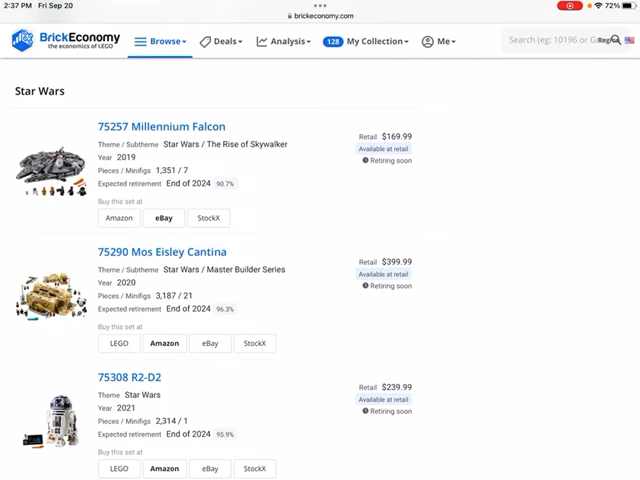 2:37 PM Fri Sep 20
72%
brickeconomy.com
BrickEconomy
the economics of LEGO
Browse
Deals
Analysis
128 My Collection
Me
Search (eg: 10196 or
Star Wars
75257 Millennium Falcon
Theme / Subtheme Star Wars / The Rise of Skywalker
Year 2019
Pieces / Minifigs 1,351 / 7
Expected retirement End of 2024 90.7%
Buy this set at
Amazon eBay StockX
Retail $169.99
Available at retail
Retiring soon
75290 Mos Eisley Cantina
Theme / Subtheme Star Wars / Master Builder Series
Year 2020
Pieces / Minifigs 3,187 / 21
Expected retirement End of 2024 96.3%
Buy this set at
LEGO Amazon eBay StockX
Retail $399.99
Available at retail
Retiring soon
75308 R2-D2
Theme Star Wars
Year 2021
Pieces / Minifigs 2,314 / 1
Expected retirement End of 2024 95.9%
Buy this set at
LEGO Amazon eBay StockX
Retail $239.99
Available at retail
Retiring soon